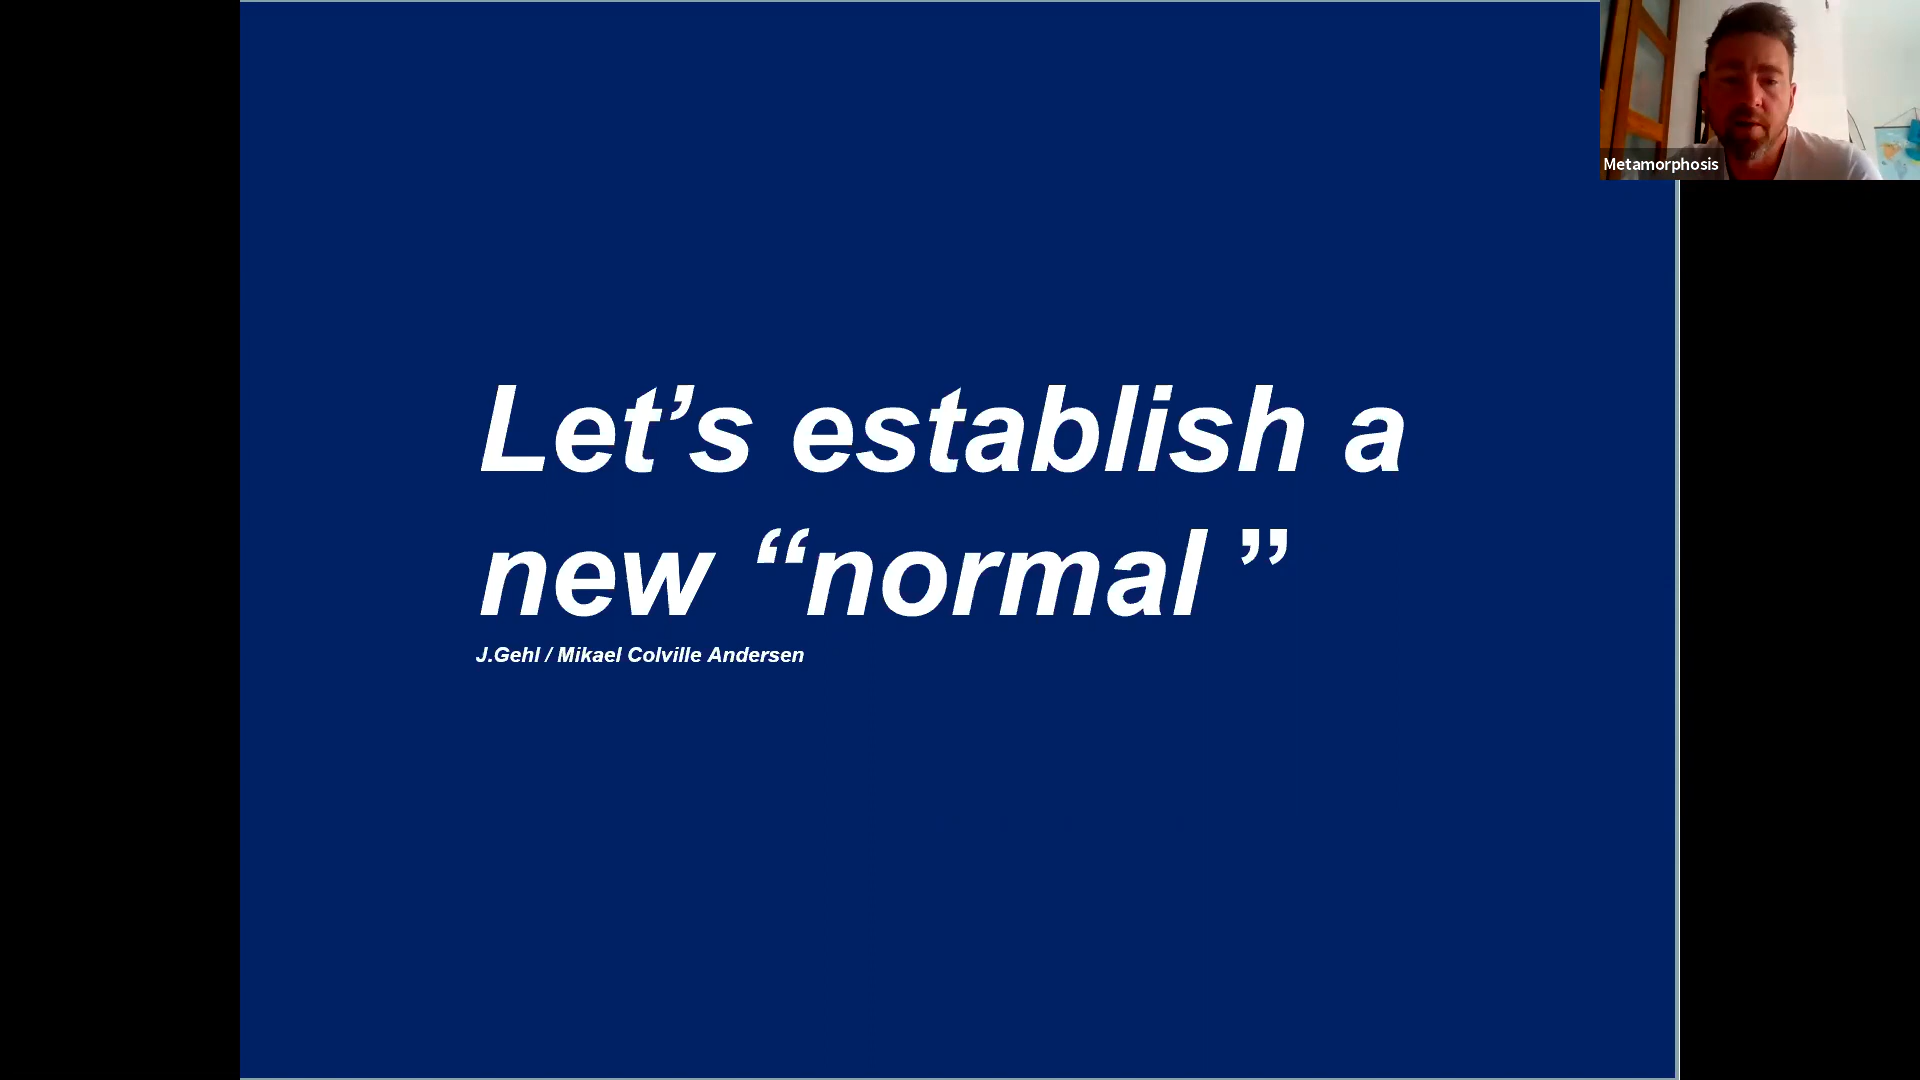 Metamorphosis
Let’s establish a
new “normal ”
J.Gehl / Mikael Colville Andersen